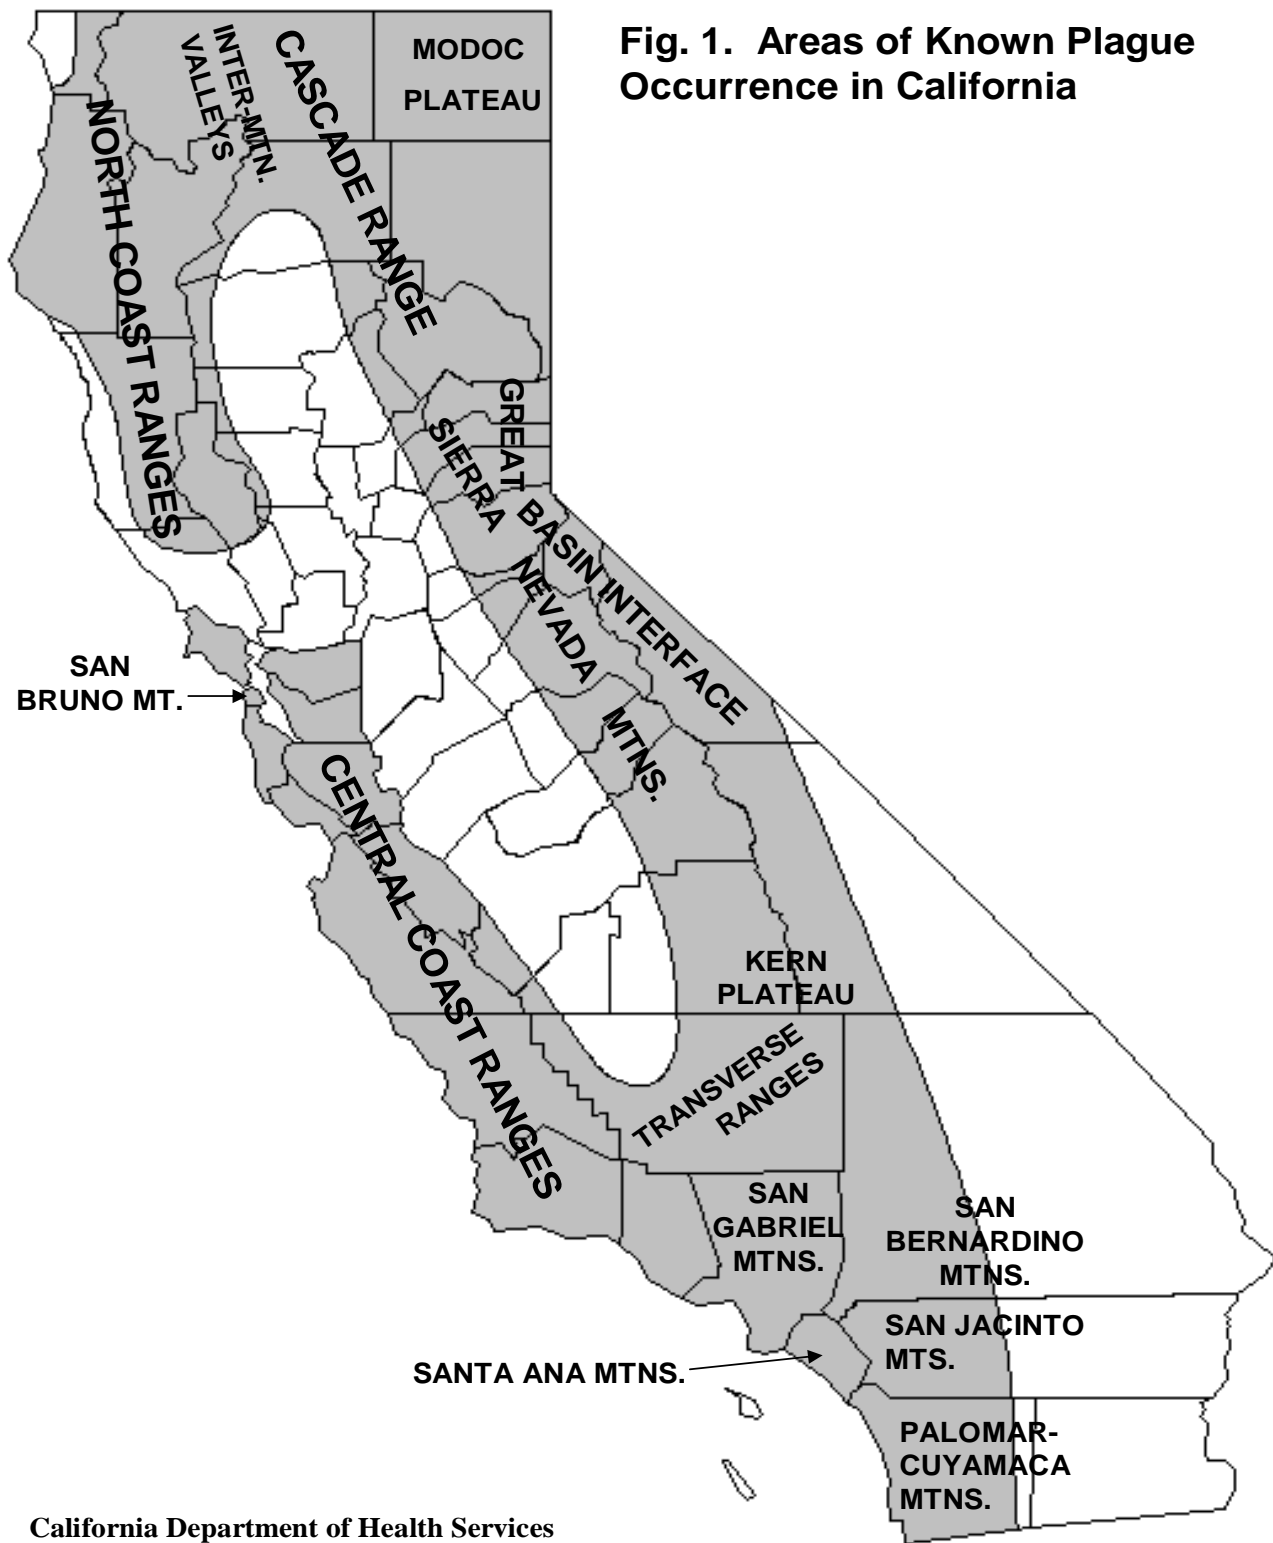 Fig. 1.  Areas of Known Plague
Occurrence in California
MODOC
PLATEAU
CASCADE RANGE
INTER-MTN.
VALLEYS
NORTH COAST RANGES
GREAT
BASIN INTERFACE
SIERRA
NEVADA
MTNS.
SAN
BRUNO MT.
CENTRAL COAST RANGES
KERN
PLATEAU
TRANSVERSE
RANGES
SAN
GABRIEL
MTNS.
SAN
BERNARDINO
MTNS.
SAN JACINTO
MTS.
SANTA ANA MTNS.
PALOMAR-
CUYAMACA
MTNS.
California Department of Health Services